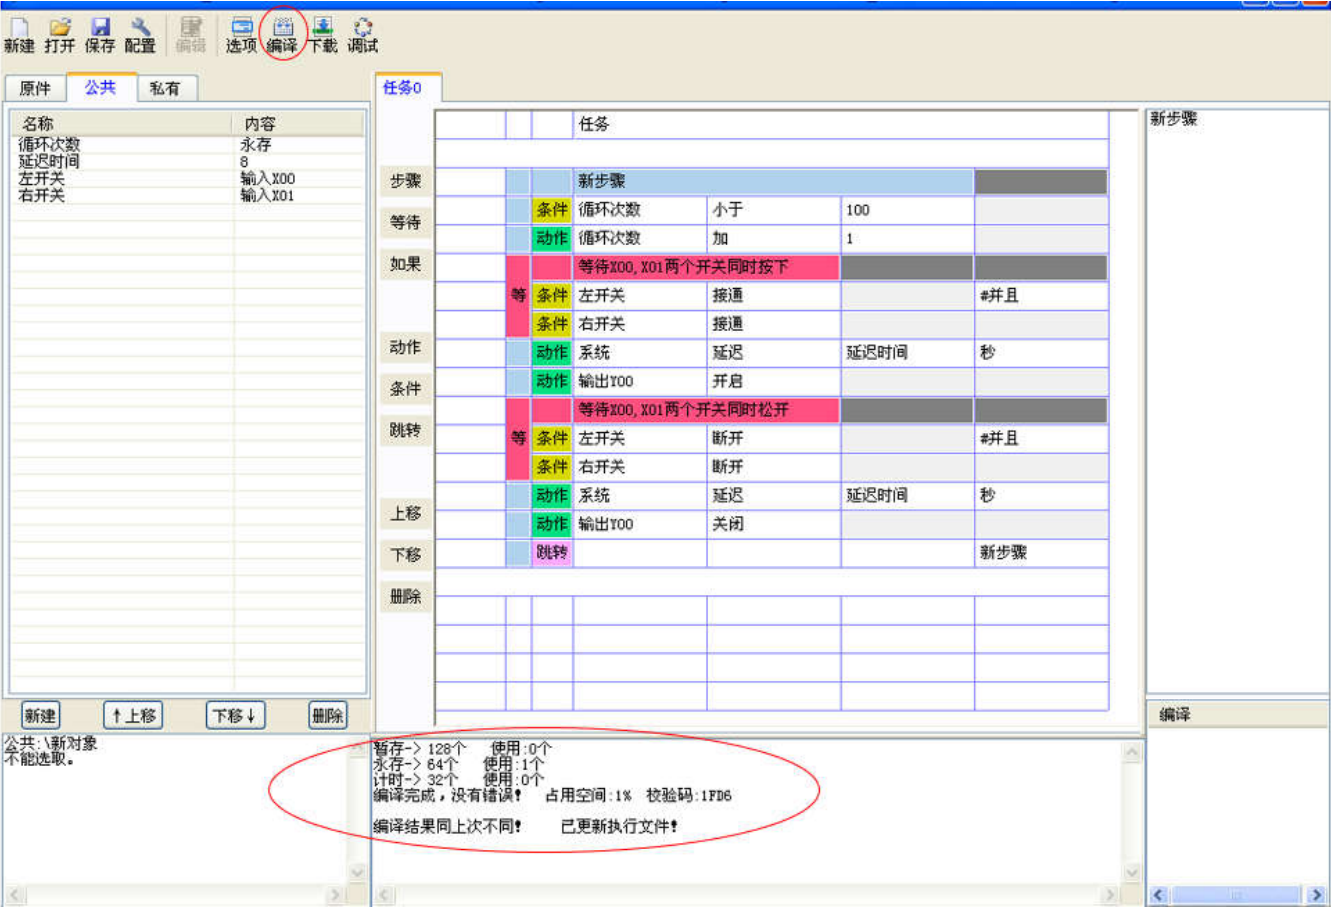 新建 打开 保存 配置 编辑 选项 编译 下载 调试
原件 公共 私有
名称 内容
循环次数 永存
延迟时间 8
左开关 输入X00
右开关 输入X01
新建 ↑上移 下移↓ 删除
公共:\新对象
不能选取。
任务0
步骤
等待
如果
动作
条件
跳转
上移
下移
删除
任务
新步骤
条件 循环次数 小于 100
动作 循环次数 加 1
等待X00,X01两个开关同时按下
等 条件 左开关 接通 #并且
条件 右开关 接通
动作 系统 延迟 延迟时间 秒
动作 输出Y00 开启
等待X00,X01两个开关同时松开
等 条件 左开关 断开 #并且
条件 右开关 断开
动作 系统 延迟 延迟时间 秒
动作 输出Y00 关闭
跳转 新步骤
暂存-> 128个 使用:0个
永存-> 64个 使用:1个
计时-> 32个 使用:0个
编译完成，没有错误! 占用空间:1% 校验码:1FD6
编译结果同上次不同! 已更新执行文件!
新步骤
编译